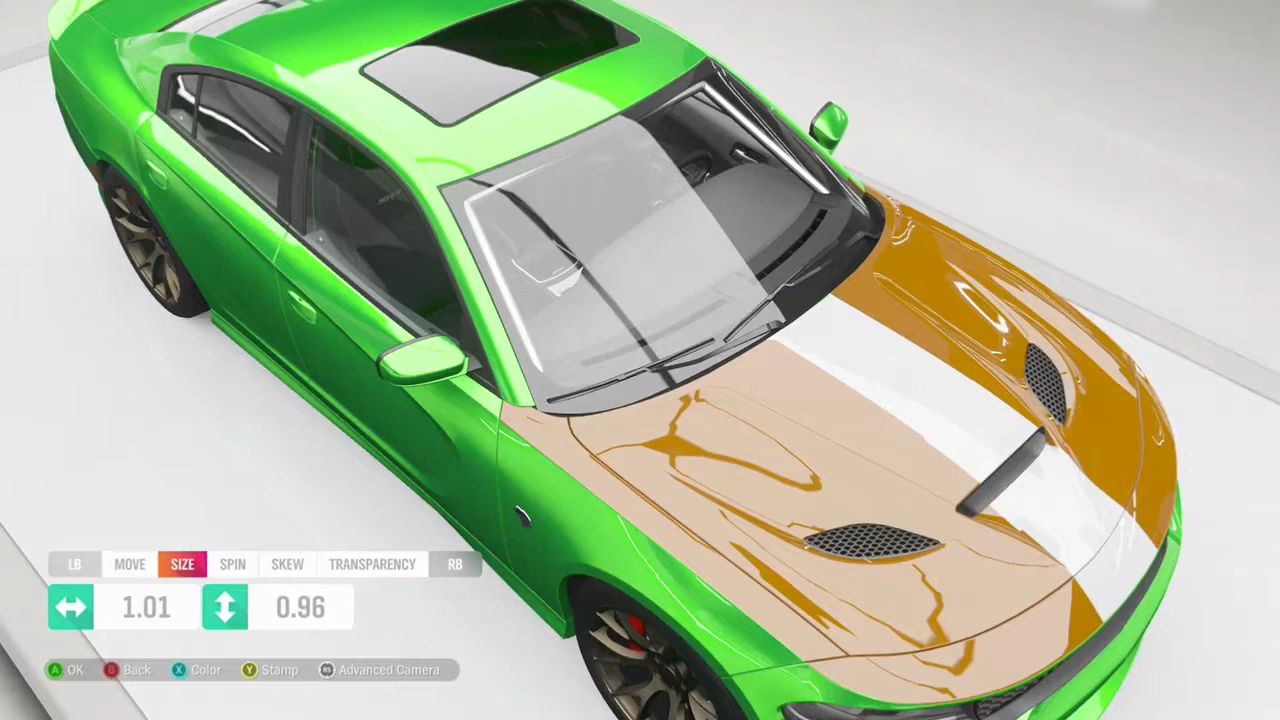 LB MOVE SIZE SPIN SKEW TRANSPARENCY RB
1.01 0.96
A OK B Back X Color Y Stamp RS Advanced Camera